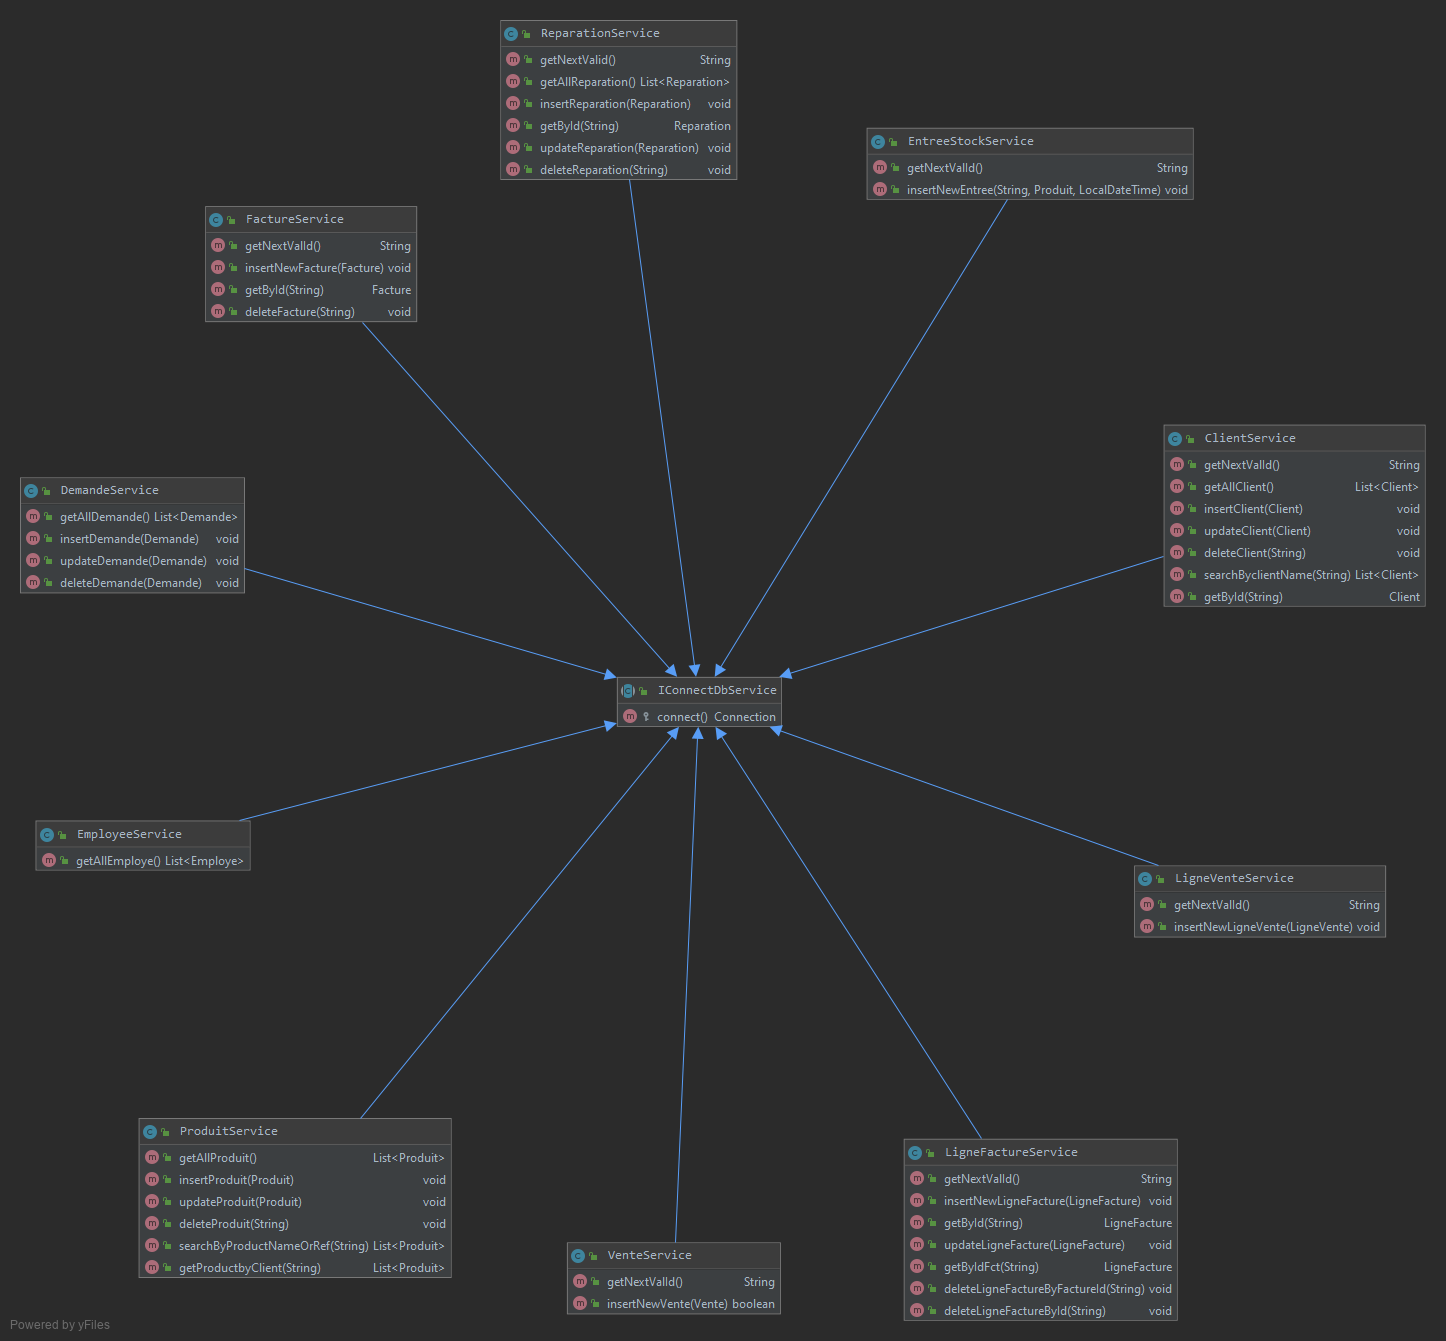 ReparationService
getNextValid() String
getAllReparation() List<Reparation>
insertReparation(Reparation) void
getById(String) Reparation
updateReparation(Reparation) void
deleteReparation(String) void
EntreeStockService
getNextValId() String
insertNewEntree(String, Produit, LocalDateTime) void
FactureService
getNextValId() String
insertNewFacture(Facture) void
getById(String) Facture
deleteFacture(String) void
ClientService
getNextValId() String
getAllClient() List<Client>
insertClient(Client) void
updateClient(Client) void
deleteClient(String) void
searchByclientName(String) List<Client>
getById(String) Client
DemandeService
getAllDemande() List<Demande>
insertDemande(Demande) void
updateDemande(Demande) void
deleteDemande(Demande) void
IConnectDbService
connect() Connection
EmployeeService
getAllEmploye() List<Employe>
LigneVenteService
getNextValId() String
insertNewLigneVente(LigneVente) void
ProduitService
getAllProduit() List<Produit>
insertProduit(Produit) void
updateProduit(Produit) void
deleteProduit(String) void
searchByProductNameOrRef(String) List<Produit>
getProductbyClient(String) List<Produit>
LigneFactureService
getNextValId() String
insertNewLigneFacture(LigneFacture) void
getById(String) LigneFacture
updateLigneFacture(LigneFacture) void
getByIdFct(String) LigneFacture
deleteLigneFactureByFactureId(String) void
deleteLigneFactureById(String) void
VenteService
getNextValId() String
insertNewVente(Vente) boolean
Powered by yFiles